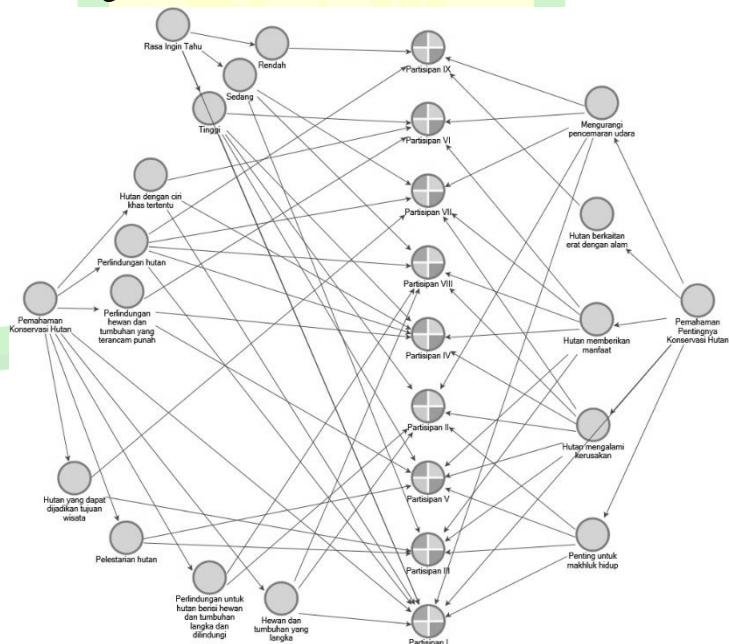 Rasa Ingin Tahu
Rendah
Sedang
Tinggi
Hutan dengan ciri
khas tertentu
Perlindungan hutan
Perlindungan
hewan dan
tumbuhan yang
terancam punah
Pemahaman
Konservasi Hutan
Hutan yang dapat
dijadikan tujuan
wisata
Pelestarian hutan
Perlindungan untuk
hutan berisi hewan
dan tumbuhan
langka dan
dilindungi
Hewan dan
tumbuhan yang
langka
Partisipan IX
Partisipan VI
Partisipan VII
Partisipan VIII
Partisipan IV
Partisipan II
Partisipan V
Partisipan III
Partisipan I
Mengurangi
pencemaran udara
Hutan berkaitan
erat dengan alam
Hutan memberikan
manfaat
Pemahaman
Pentingnya
Konservasi Hutan
Hutan mengalami
kerusakan
Penting untuk
makhluk hidup